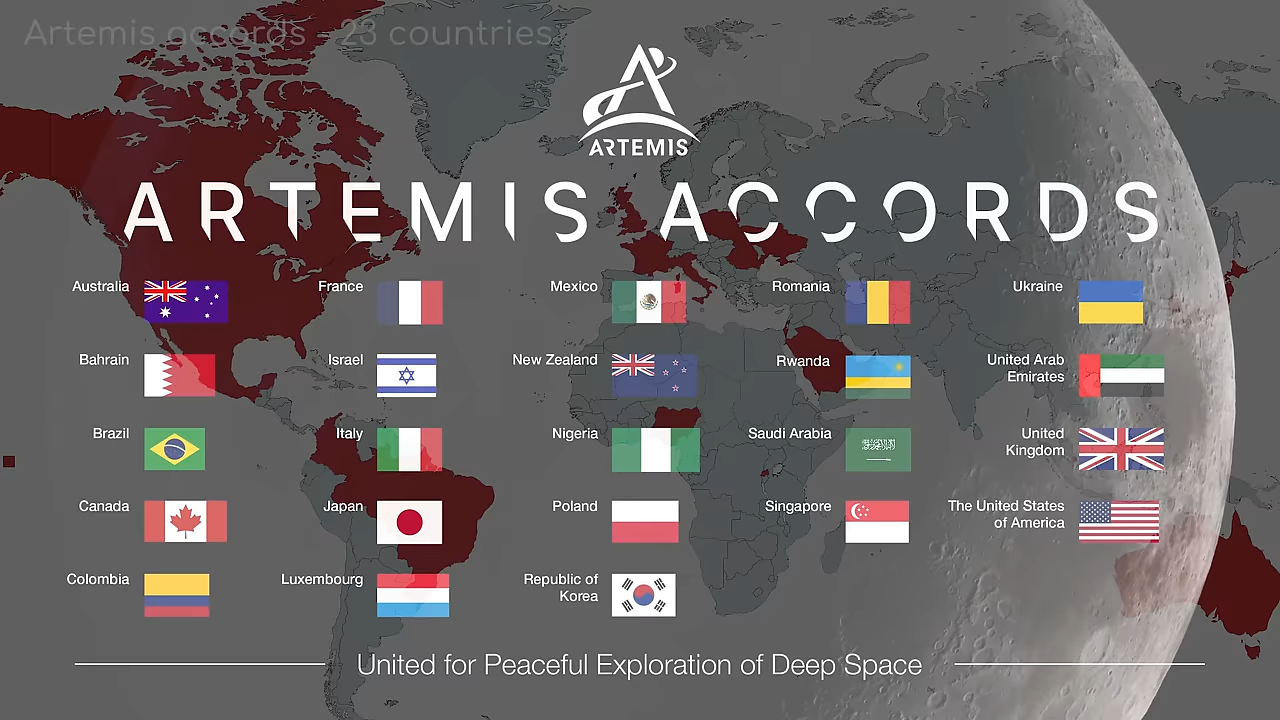 Artemis accords - 23 countries
ARTEMIS
ARTEMIS ACCORDS
Australia
Bahrain
Brazil
Canada
Colombia
France
Israel
Italy
Japan
Luxembourg
Mexico
New Zealand
Nigeria
Poland
Republic of
Korea
Romania
Rwanda
Saudi Arabia
Singapore
Ukraine
United Arab
Emirates
United
Kingdom
The United States
of America
United for Peaceful Exploration of Deep Space